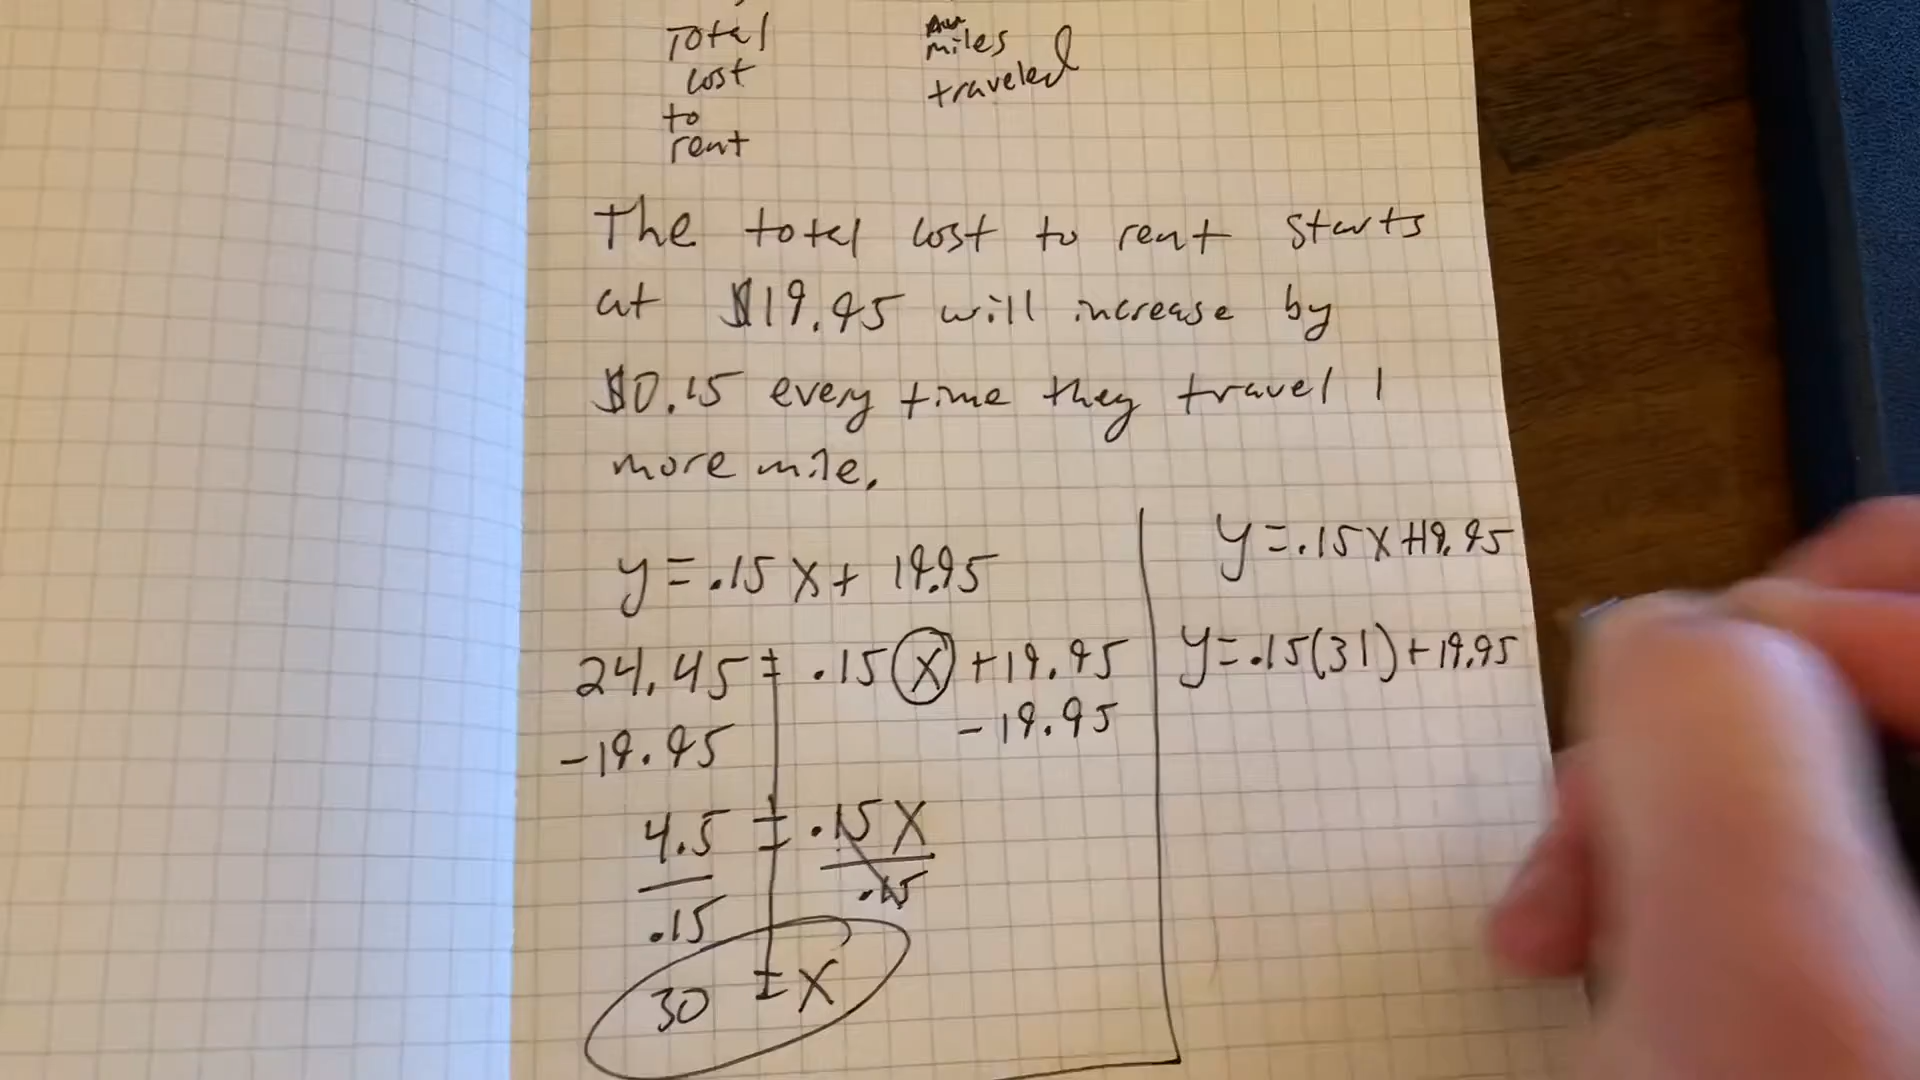 Total
cost
to
rent
miles
traveled
The total cost to rent starts
at $19.95 will increase by
$0.15 every time they travel 1
more mile.
y = .15x + 19.95
24.45 = .15 x + 19.95
-19.95 -19.95
4.5 = .15x
.15 .15
30 = x
y = .15x + 19.95
y = .15(31) + 19.95